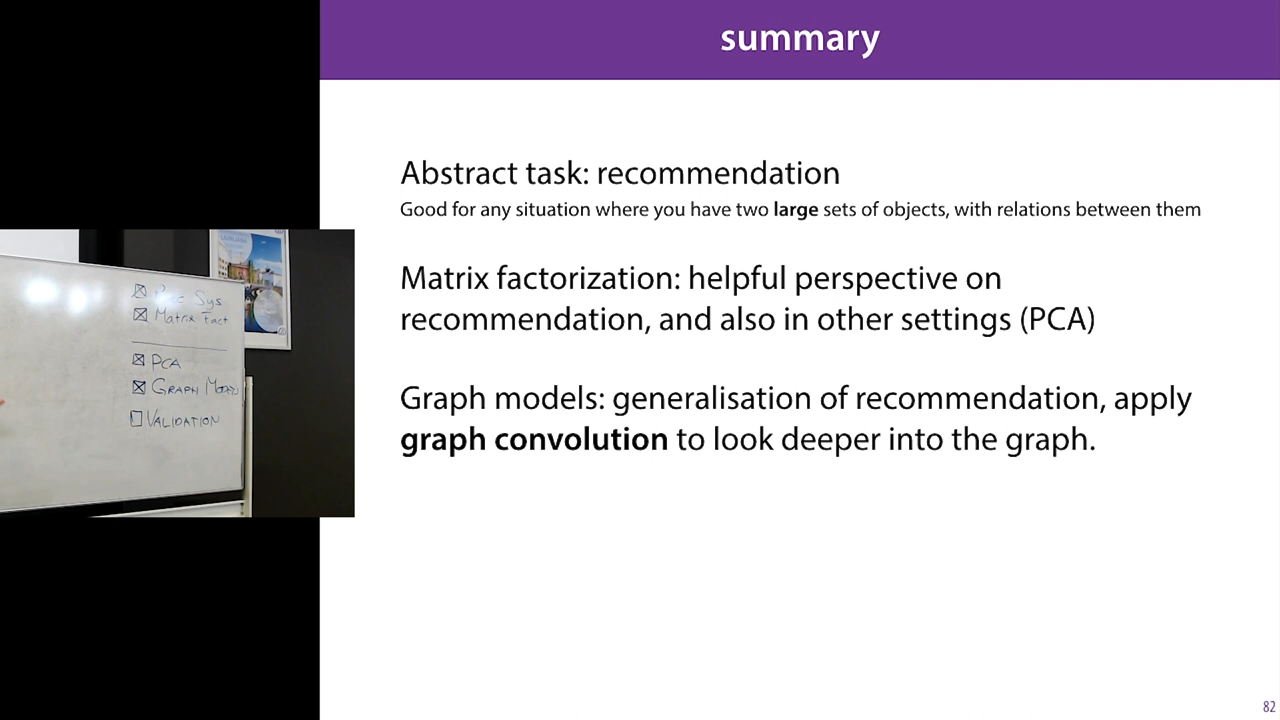 summary
Abstract task: recommendation
Good for any situation where you have two large sets of objects, with relations between them
Matrix factorization: helpful perspective on
recommendation, and also in other settings (PCA)
Graph models: generalisation of recommendation, apply
graph convolution to look deeper into the graph.
Sys
Matrix Fact
PCA
GRAPH
VALIDATION
82